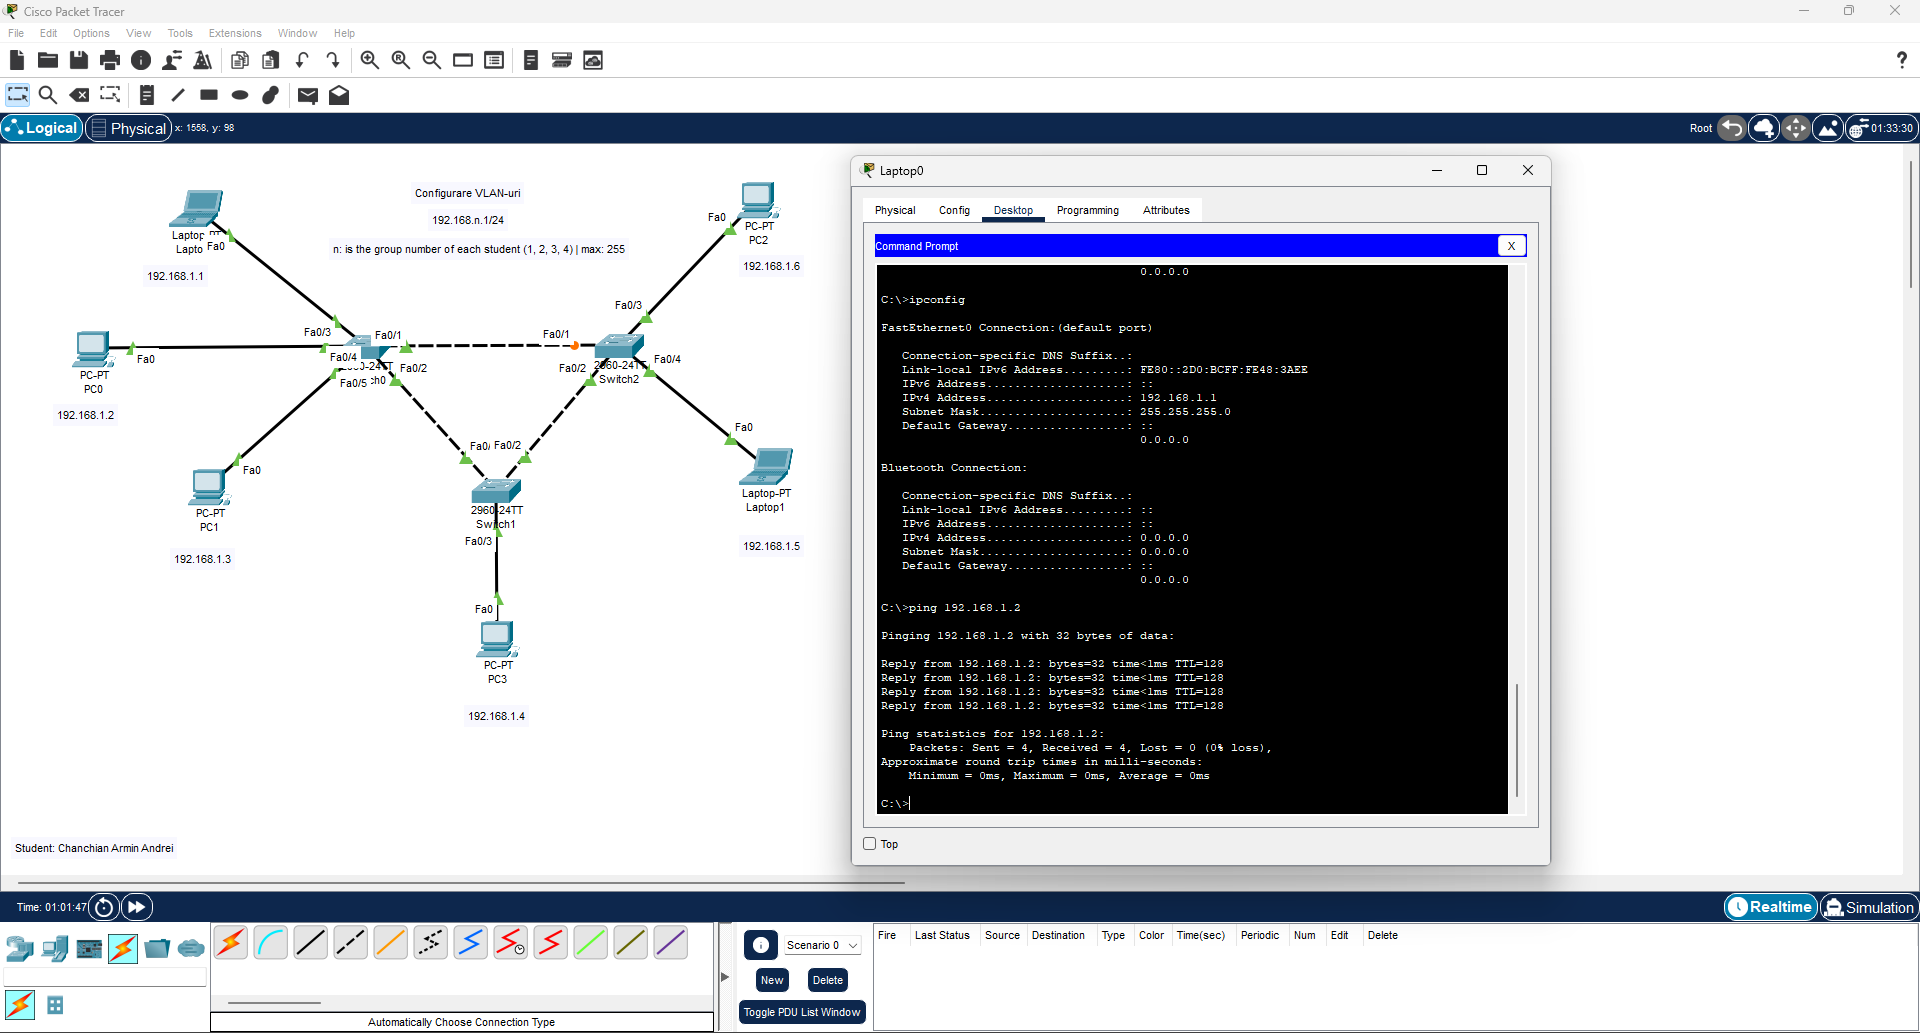 Cisco Packet Tracer
File Edit Options View Tools Extensions Window Help
Logical Physical x: 1558, y: 98
Root 01:33:30
Configurare VLAN-uri
192.168.n.1/24
n: is the group number of each student (1, 2, 3, 4) | max: 255
Fa0
192.168.1.1
Fa0
PC-PT
PC2
192.168.1.6
Fa0/3
Fa0/1
Fa0/4
Fa0/5
Fa0/2
Fa0
PC-PT
PC0
192.168.1.2
Fa0/3
Fa0/1
Fa0/2
Fa0/4
Switch2
Fa0
PC-PT
PC1
192.168.1.3
Fa0/2
2960-24TT
Switch1
Fa0/3
Fa0
Laptop-PT
Laptop1
192.168.1.5
Fa0
PC-PT
PC3
192.168.1.4
Student: Chanchian Armin Andrei
Laptop0
Physical Config Desktop Programming Attributes
Command Prompt X
0.0.0.0
C:\>ipconfig
FastEthernet0 Connection:(default port)
Connection-specific DNS Suffix..:
Link-local IPv6 Address.........: FE80::2D0:BCFF:FE48:3AEE
IPv6 Address....................: ::
IPv4 Address....................: 192.168.1.1
Subnet Mask.....................: 255.255.255.0
Default Gateway.................: ::
0.0.0.0
Bluetooth Connection:
Connection-specific DNS Suffix..:
Link-local IPv6 Address.........: ::
IPv6 Address....................: ::
IPv4 Address....................: 0.0.0.0
Subnet Mask.....................: 0.0.0.0
Default Gateway.................: ::
0.0.0.0
C:\>ping 192.168.1.2
Pinging 192.168.1.2 with 32 bytes of data:
Reply from 192.168.1.2: bytes=32 time<1ms TTL=128
Reply from 192.168.1.2: bytes=32 time<1ms TTL=128
Reply from 192.168.1.2: bytes=32 time<1ms TTL=128
Reply from 192.168.1.2: bytes=32 time<1ms TTL=128
Ping statistics for 192.168.1.2:
Packets: Sent = 4, Received = 4, Lost = 0 (0% loss),
Approximate round trip times in milli-seconds:
Minimum = 0ms, Maximum = 0ms, Average = 0ms
C:\>
Top
Time: 01:01:47
Realtime Simulation
Scenario 0
New Delete
Toggle PDU List Window
Fire Last Status Source Destination Type Color Time(sec) Periodic Num Edit Delete
Automatically Choose Connection Type